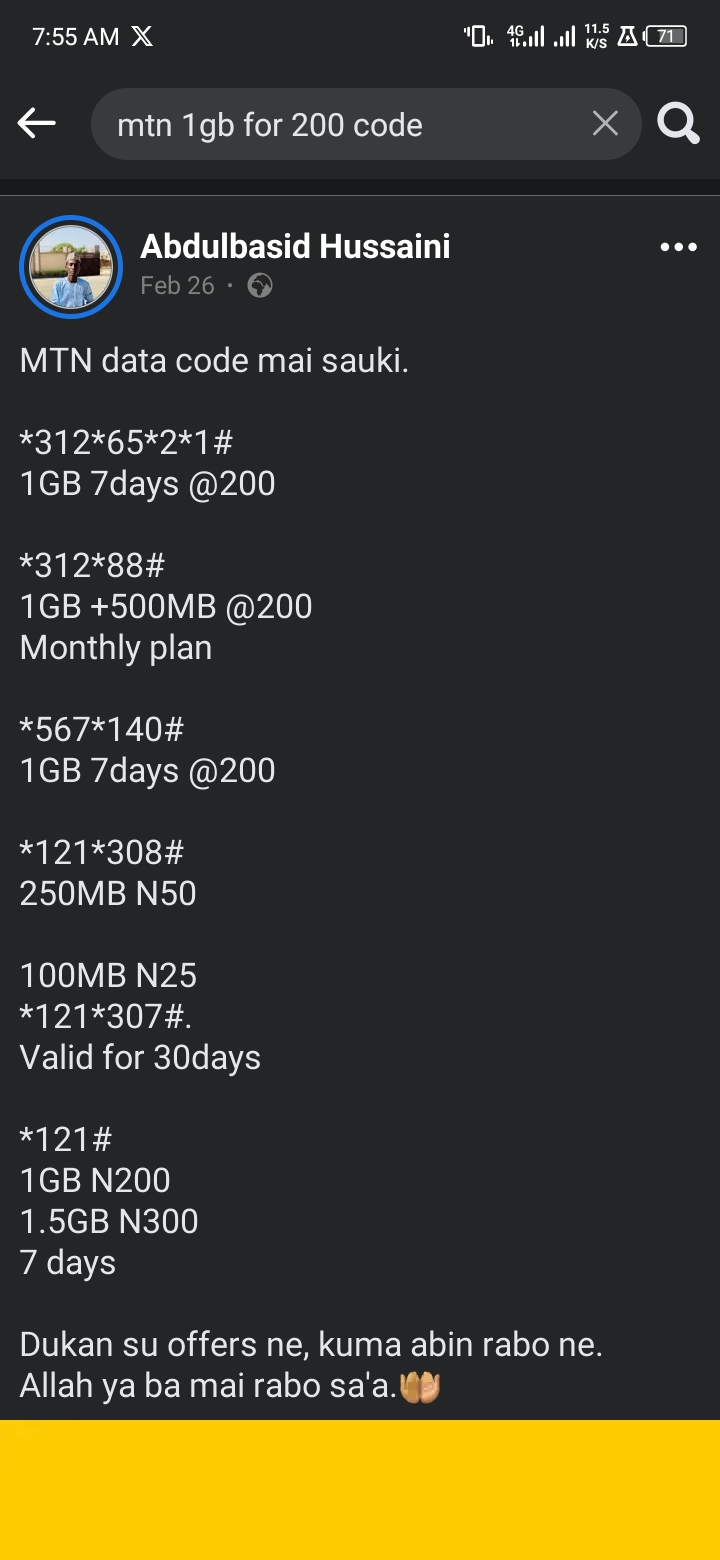 7:55 AM X
4G 11.5 K/S 71
mtn 1gb for 200 code
Abdulbasid Hussaini
Feb 26 ·
MTN data code mai sauki.
*312*65*2*1#
1GB 7days @200
*312*88#
1GB +500MB @200
Monthly plan
*567*140#
1GB 7days @200
*121*308#
250MB N50
100MB N25
*121*307#.
Valid for 30days
*121#
1GB N200
1.5GB N300
7 days
Dukan su offers ne, kuma abin rabo ne.
Allah ya ba mai rabo sa'a.🤲🏽